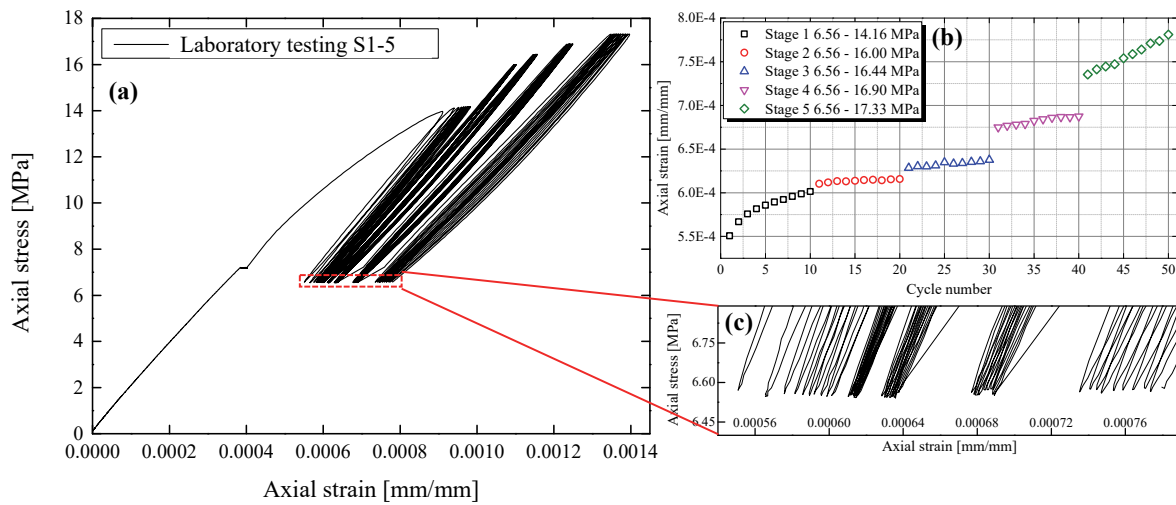 Laboratory testing S1-5
(a)
Axial stress [MPa]
18
16
14
12
10
8
6
4
2
0
0.0000 0.0002 0.0004 0.0006 0.0008 0.0010 0.0012 0.0014
Axial strain [mm/mm]
(b)
Stage 1 6.56 - 14.16 MPa
Stage 2 6.56 - 16.00 MPa
Stage 3 6.56 - 16.44 MPa
Stage 4 6.56 - 16.90 MPa
Stage 5 6.56 - 17.33 MPa
Axial strain [mm/mm]
8.0E-4
7.5E-4
7.0E-4
6.5E-4
6.0E-4
5.5E-4
0 5 10 15 20 25 30 35 40 45 50
Cycle number
(c)
Axial stress [MPa]
6.75
6.60
6.45
0.00056 0.00060 0.00064 0.00068 0.00072 0.00076
Axial strain [mm/mm]